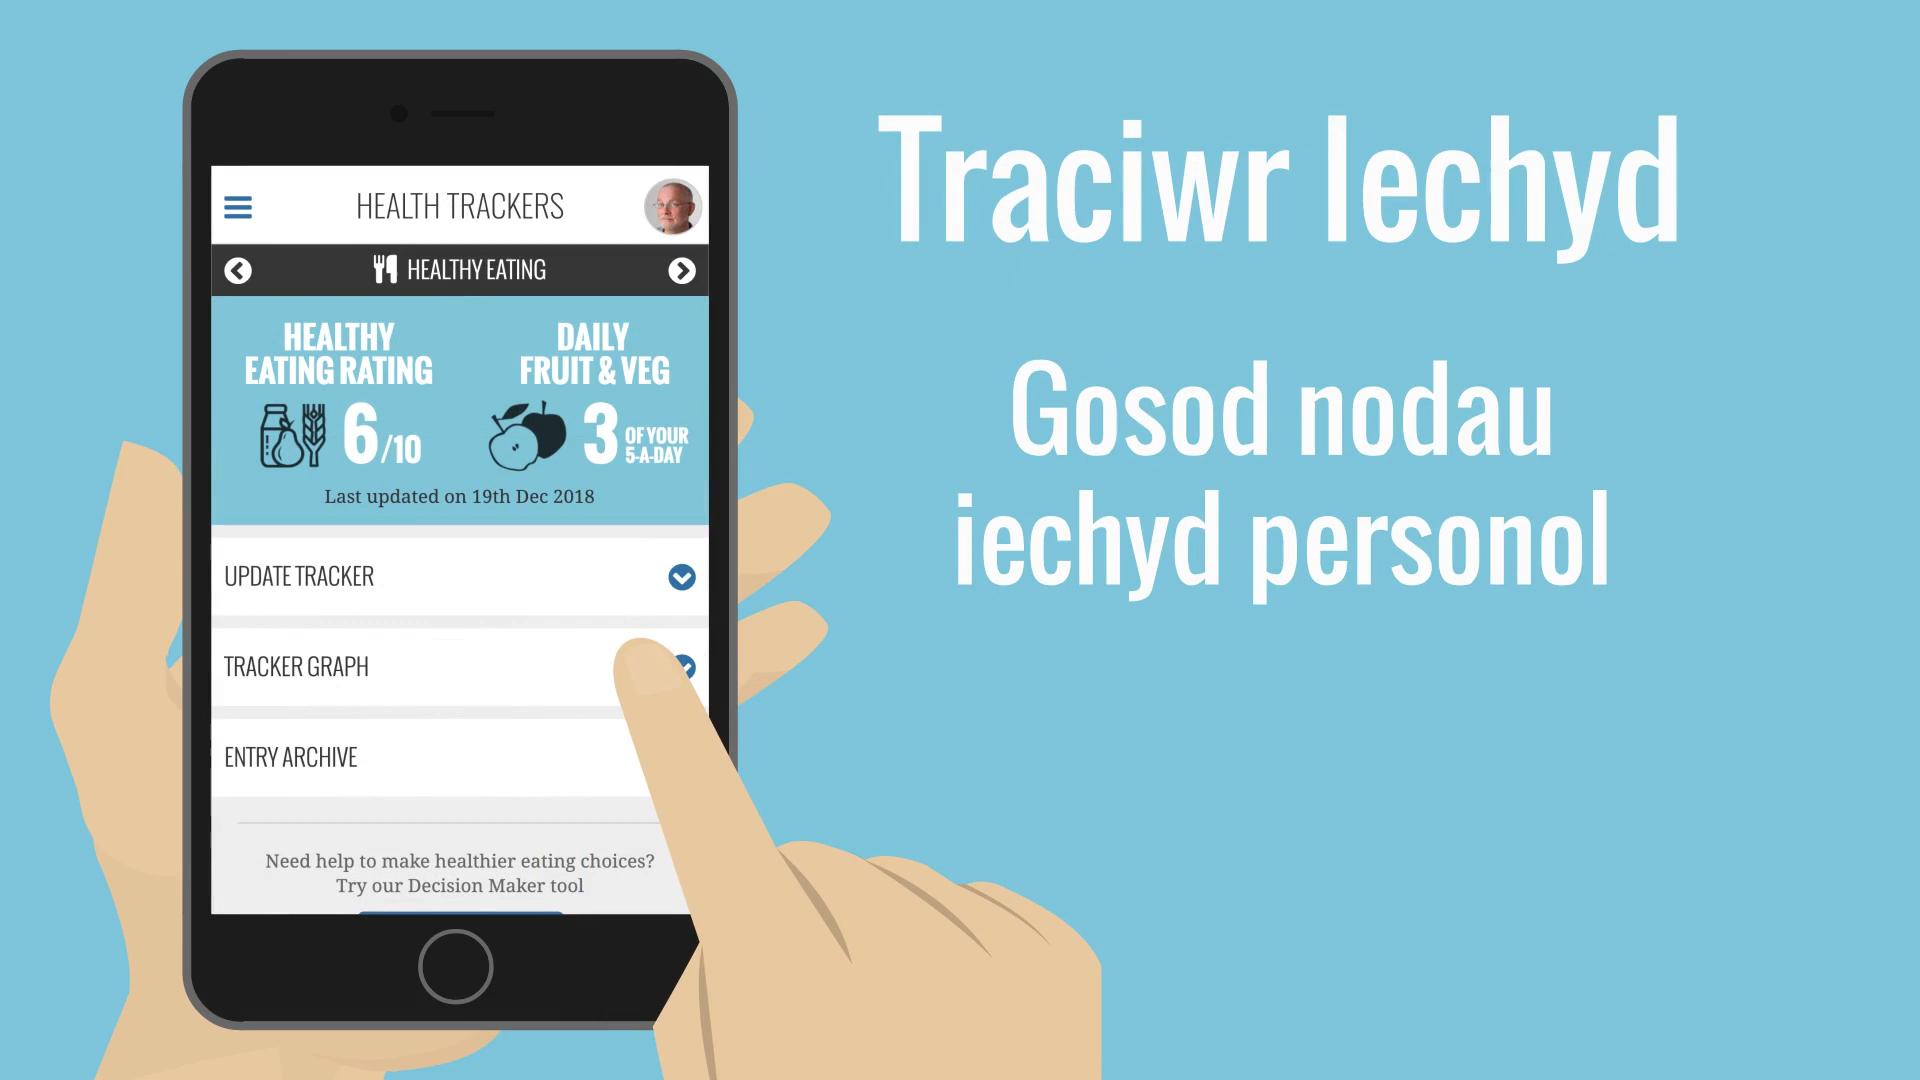 HEALTH TRACKERS
HEALTHY EATING
HEALTHY
EATING RATING
6/10
DAILY
FRUIT & VEG
3 OF YOUR
5-A-DAY
Last updated on 19th Dec 2018
UPDATE TRACKER
TRACKER GRAPH
ENTRY ARCHIVE
Need help to make healthier eating choices?
Try our Decision Maker tool
Traciwr Iechyd
Gosod nodau
iechyd personol